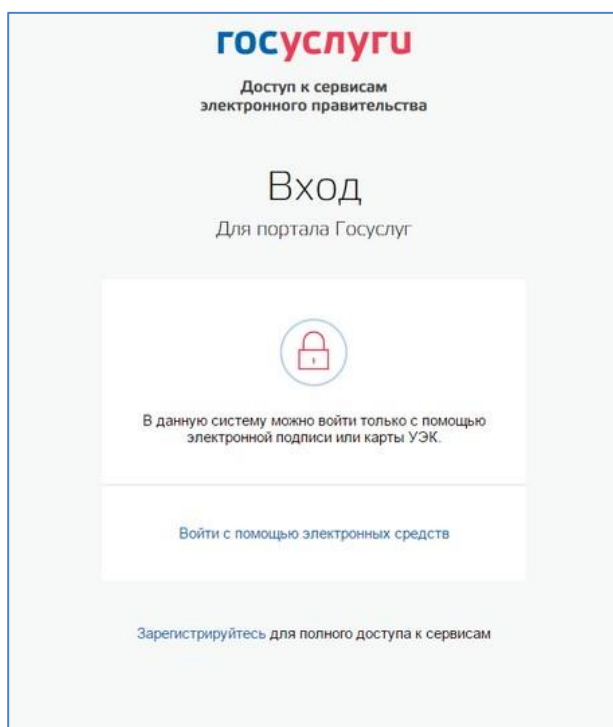 госуслуги
Доступ к сервисам
электронного правительства
Вход
Для портала Госуслуг
В данную систему можно войти только с помощью
электронной подписи или карты УЭК.
Войти с помощью электронных средств
Зарегистрируйтесь для полного доступа к сервисам